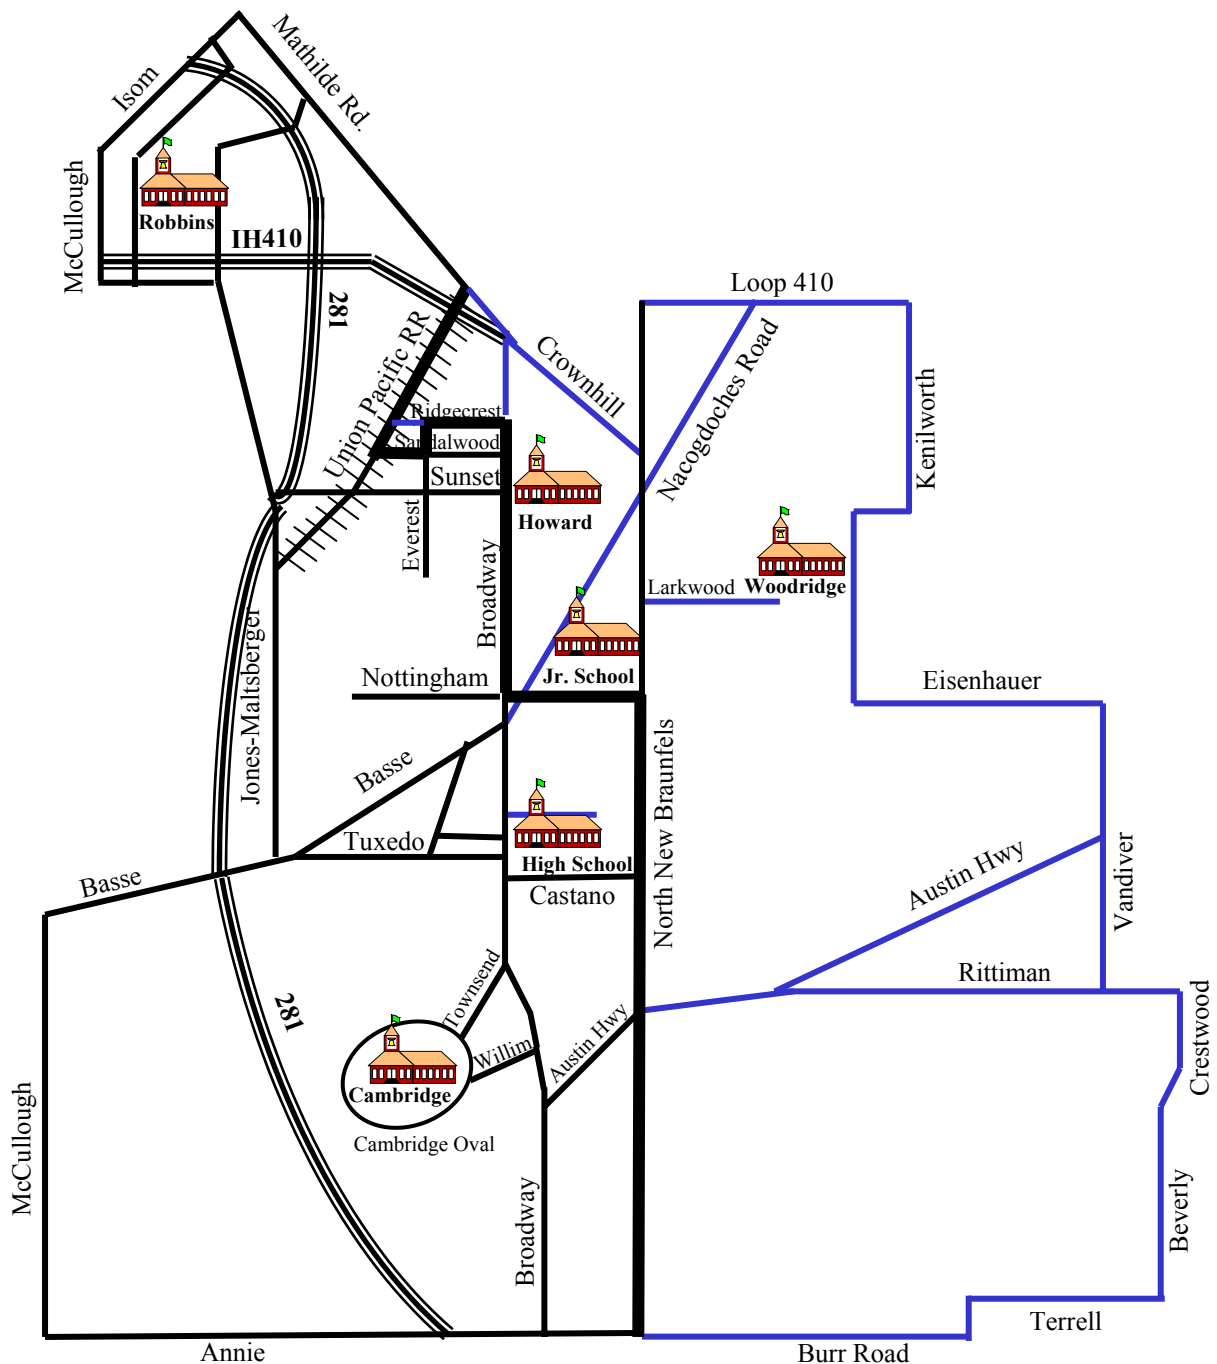 Mathilde Rd.
Isom
McCullough
Robbins
IH410
281
Loop 410
Union Pacific RR
Crownhill
Nacogdoches Road
Kenilworth
Ridgecrest
Sandalwood
Sunset
Everest
Howard
Broadway
Larkwood
Woodridge
Jones-Maltsberger
Nottingham
Jr. School
Eisenhauer
Basse
North New Braunfels
Tuxedo
High School
Castano
Basse
Austin Hwy
Vandiver
Rittiman
Townsend
281
Willim
Austin Hwy
Crestwood
Cambridge
Cambridge Oval
McCullough
Broadway
Beverly
Terrell
Annie
Burr Road